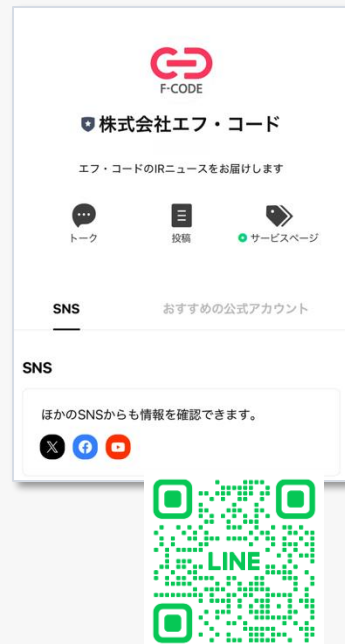 F-CODE
株式会社エフ・コード
エフ・コードのIRニュースをお届けします
トーク 投稿 サービスページ
SNS おすすめの公式アカウント
SNS
ほかのSNSからも情報を確認できます。
LINE